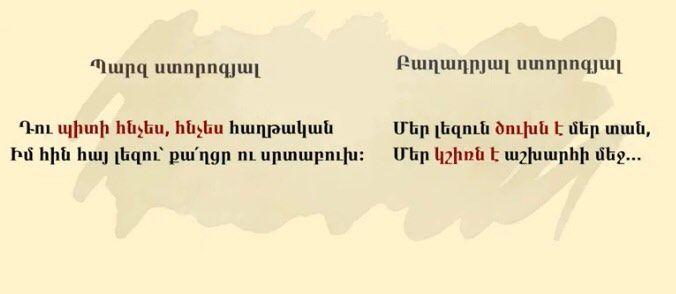 Պարզ ստորոգյալ
Դու պիտի հնչես, հնչես հաղթական
Իմ հին հայ լեզու՝ քա՛ղցր ու սրտաբուխ:
Բաղադրյալ ստորոգյալ
Մեր լեզուն ծուխն է մեր տան,
Մեր կշիռն է աշխարհի մեջ...